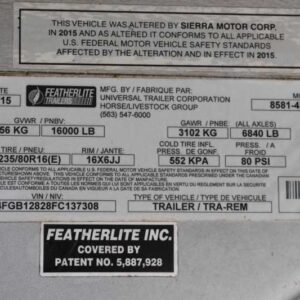 THIS VEHICLE WAS ALTERED BY SIERRA MOTOR CORP.
IN 2015 AND AS ALTERED IT CONFORMS TO ALL APPLICABLE
U.S. FEDERAL MOTOR VEHICLE SAFETY STANDARDS
AFFECTED BY THE ALTERATION AND IN EFFECT IN 2015.
15
FEATHERLITE
TRAILERS
MFG. BY / FABRIQUE PAR:
UNIVERSAL TRAILER CORPORATION
HORSE/LIVESTOCK GROUP
(563) 547-6000
8581-4
GVWR / PNBV:
56 KG 16000 LB
GAWR / PNBE: (ALL AXLES)
3102 KG 6840 LB
235/80R16(E) 16X6JJ
COLD TIRE INFL. PRESS./
PRESS. DE GONF. A
FROID
552 KPA 80 PSI
VIN / NIV:
FGB12828FC137308
TYPE OF VEHICLE / TYPE DE VEHICULE:
TRAILER / TRA-REM
FEATHERLITE INC.
COVERED BY
PATENT NO. 5,887,928